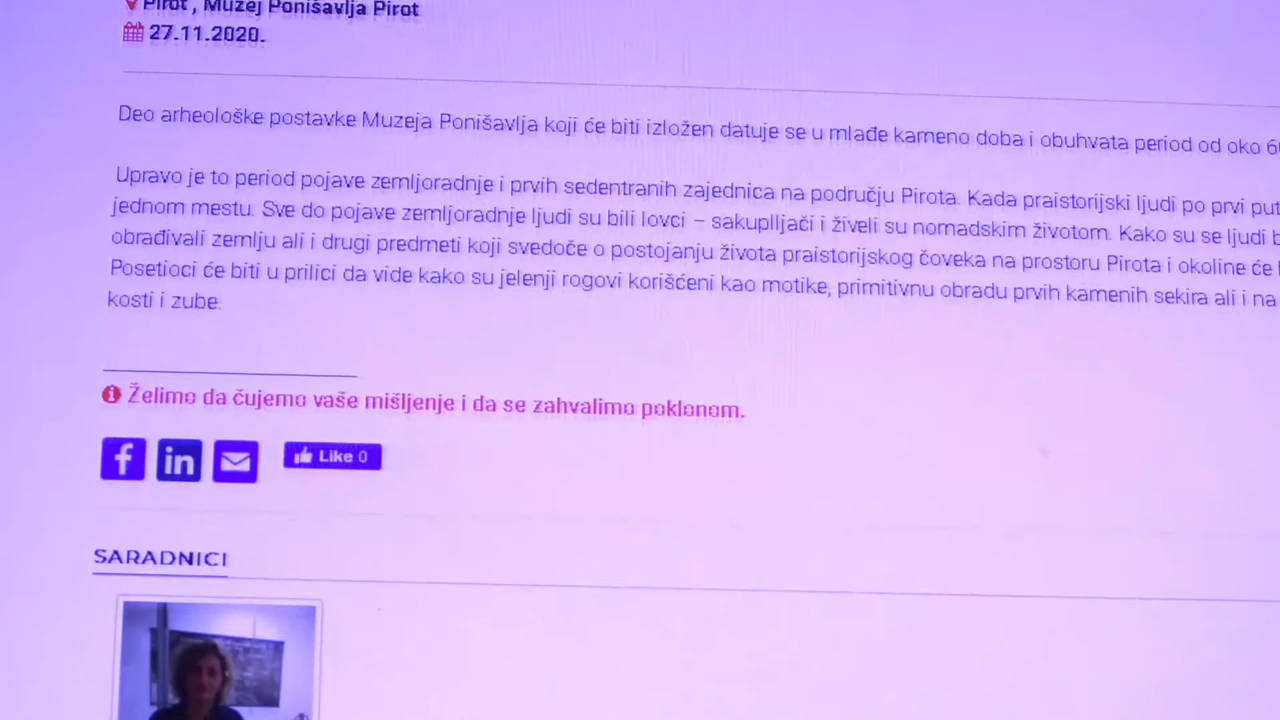 Pirot , Muzej Ponišavlja Pirot
27.11.2020.
Deo arheološke postavke Muzeja Ponišavlja koji će biti izložen datuje se u mlađe kameno doba i obuhvata period od oko
Upravo je to period pojave zemljoradnje i prvih sedentranih zajednica na području Pirota. Kada praistorijski ljudi po prvi put
jednom mestu. Sve do pojave zemljoradnje ljudi su bili lovci – sakuplljači i živeli su nomadskim životom. Kako su se ljudi
obrađivali zemlju ali i drugi predmeti koji svedoče o postojanju života praistorijskog čoveka na prostoru Pirota i okoline će
Posetioci će biti u prilici da vide kako su jelenji rogovi korišćeni kao motike, primitivnu obradu prvih kamenih sekira ali i na
kosti i zube.
Želimo da čujemo vaše mišljenje i da se zahvalimo poklonom.
f in Like 0
SARADNICI